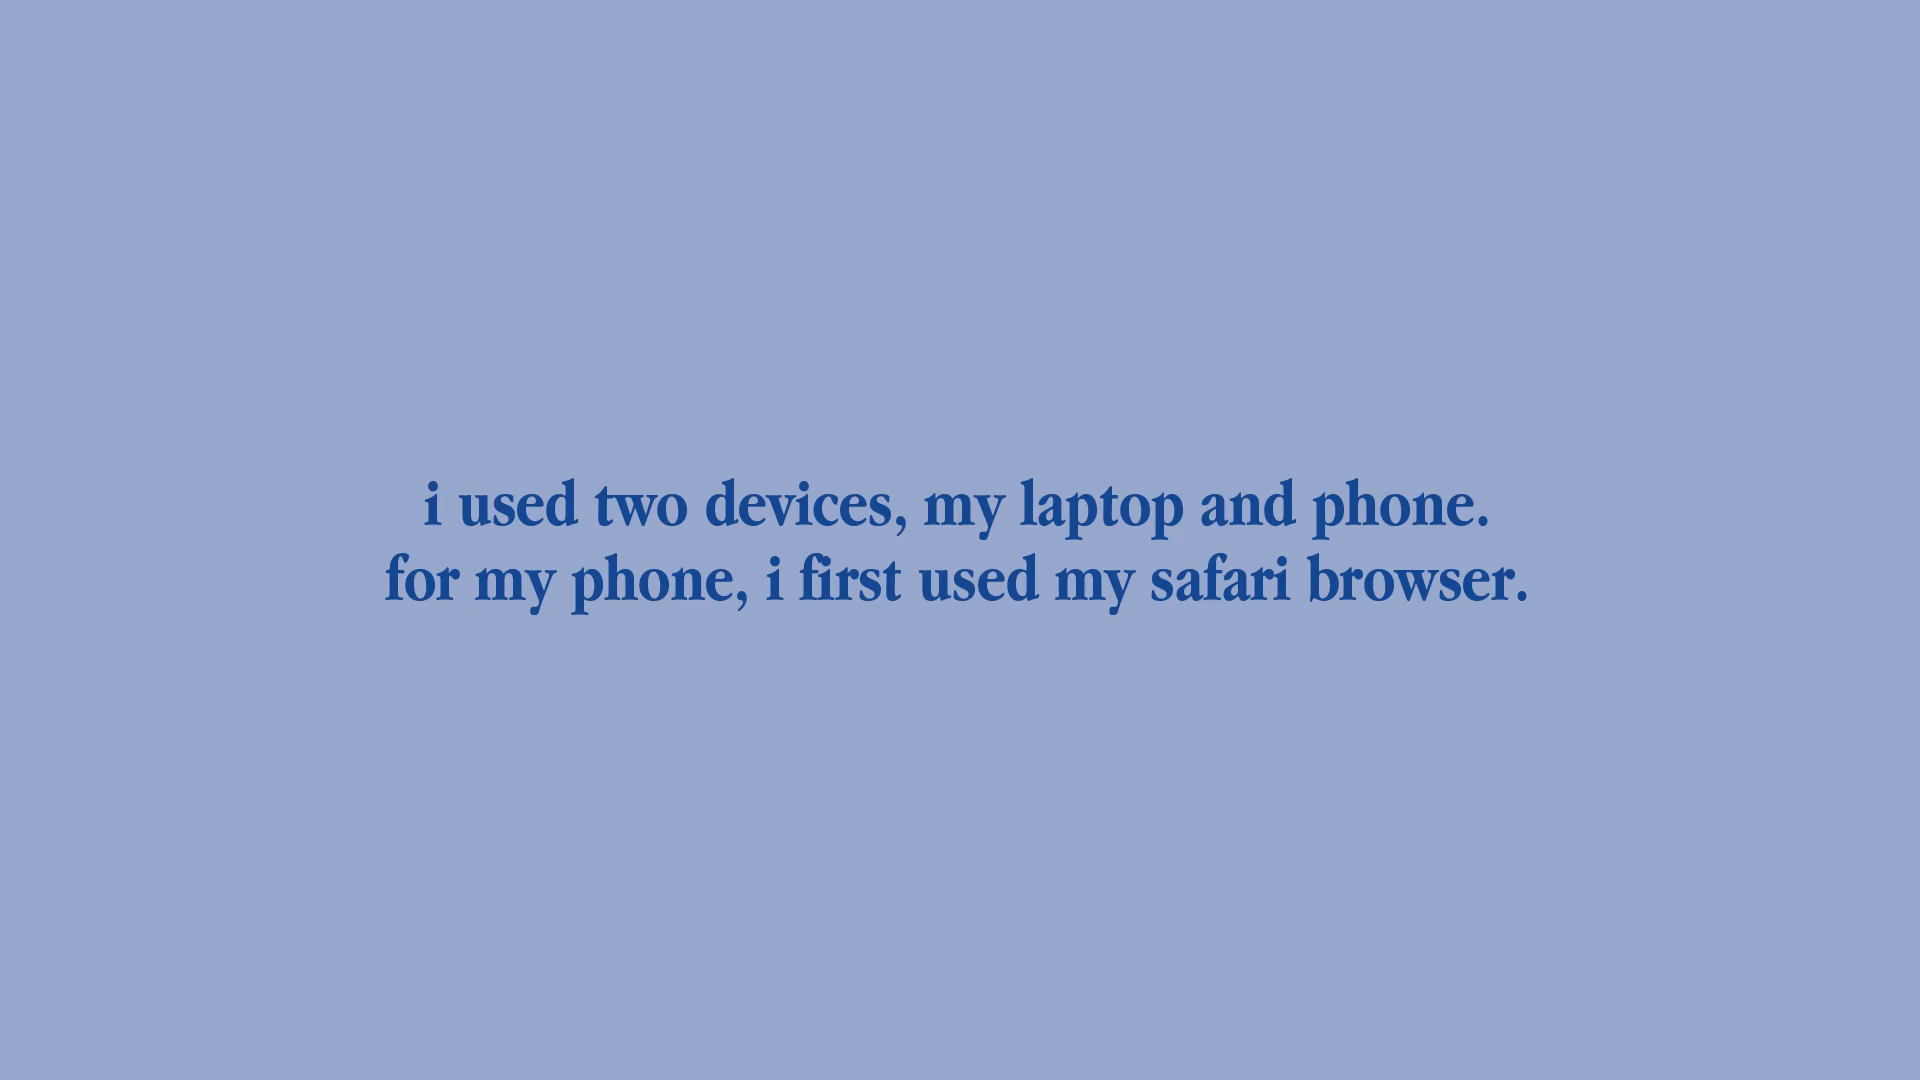 i used two devices, my laptop and phone.
for my phone, i first used my safari browser.